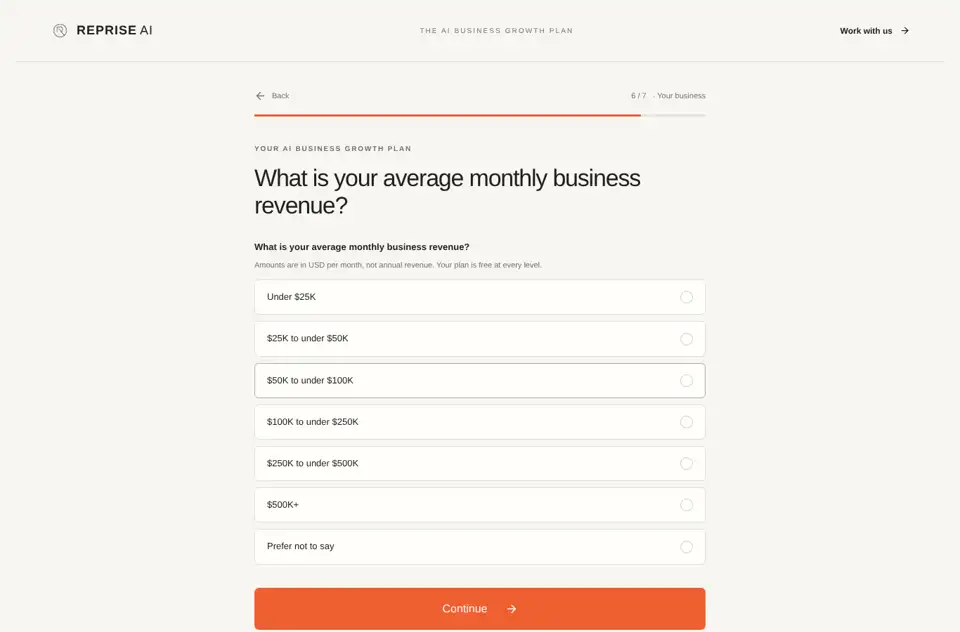 REPRISE AI
THE AI BUSINESS GROWTH PLAN
Work with us
Back
6 / 7 · Your business
YOUR AI BUSINESS GROWTH PLAN
What is your average monthly business
revenue?
What is your average monthly business revenue?
Amounts are in USD per month, not annual revenue. Your plan is free at every level.
Under $25K
$25K to under $50K
$50K to under $100K
$100K to under $250K
$250K to under $500K
$500K+
Prefer not to say
Continue